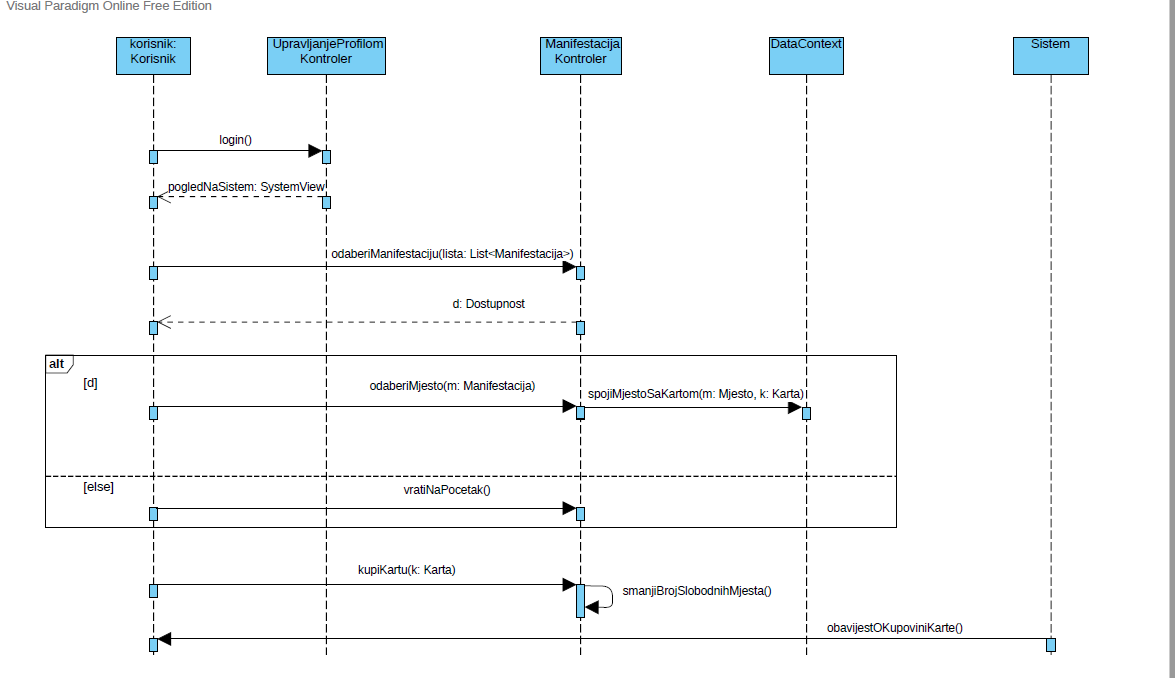 Visual Paradigm Online Free Edition
korisnik:
Korisnik
UpravljanjeProfilom
Kontroler
Manifestacija
Kontroler
DataContext
Sistem
login()
pogledNaSistem: SystemView
odaberiManifestaciju(lista: List<Manifestacija>)
d: Dostupnost
alt
[d]
odaberiMjesto(m: Manifestacija)
spojiMjestoSaKartom(m: Mjesto, k: Karta)
[else]
vratiNaPocetak()
kupiKartu(k: Karta)
smanjiBrojSlobodnihMjesta()
obavijestOKupoviniKarte()